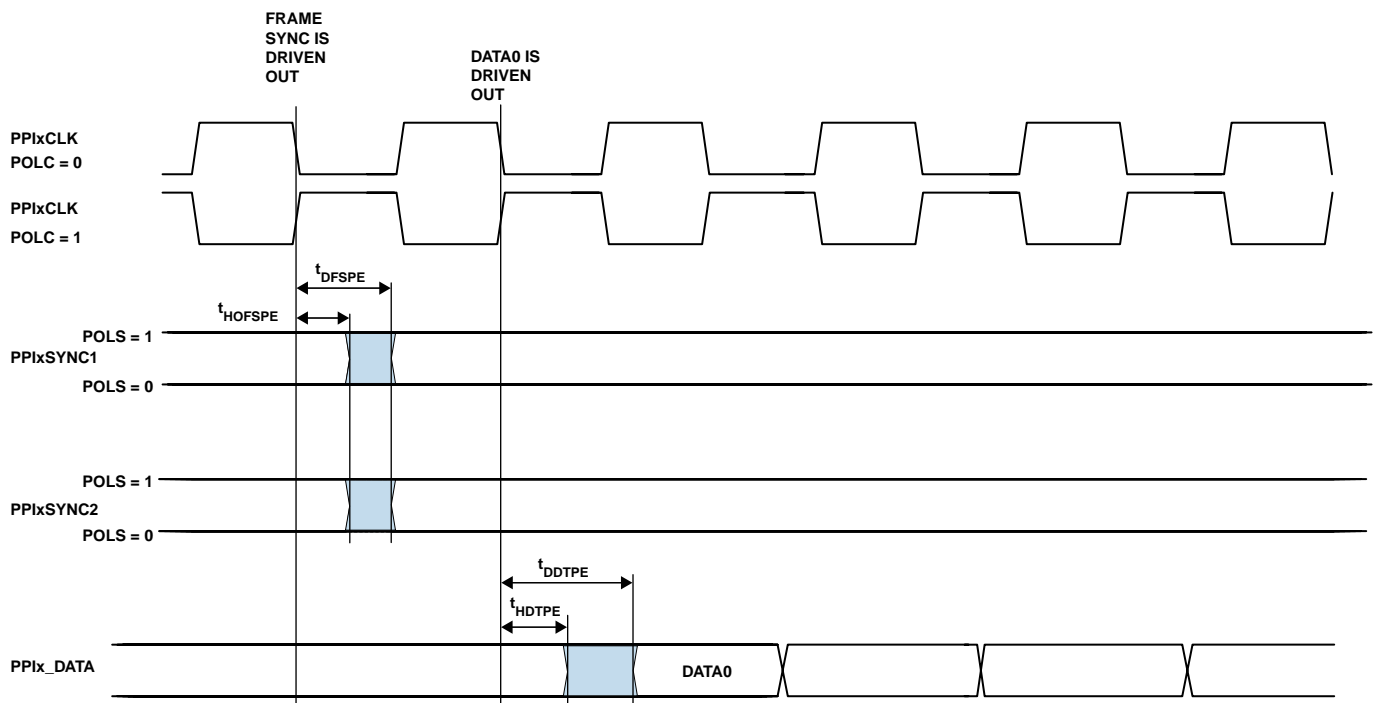 FRAME
SYNC IS
DRIVEN
OUT
DATA0 IS
DRIVEN
OUT
PPIxCLK
POLC = 0
PPIxCLK
POLC = 1
tDFSPE
tHOFSPE
POLS = 1
PPIxSYNC1
POLS = 0
POLS = 1
PPIxSYNC2
POLS = 0
tDDTPE
tHDTPE
PPIx_DATA
DATA0